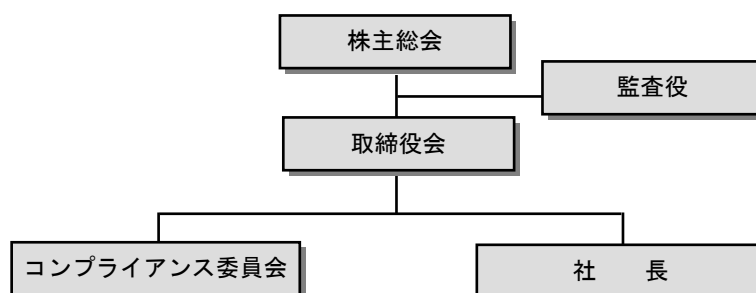 株主総会
監査役
取締役会
コンプライアンス委員会
社　　長